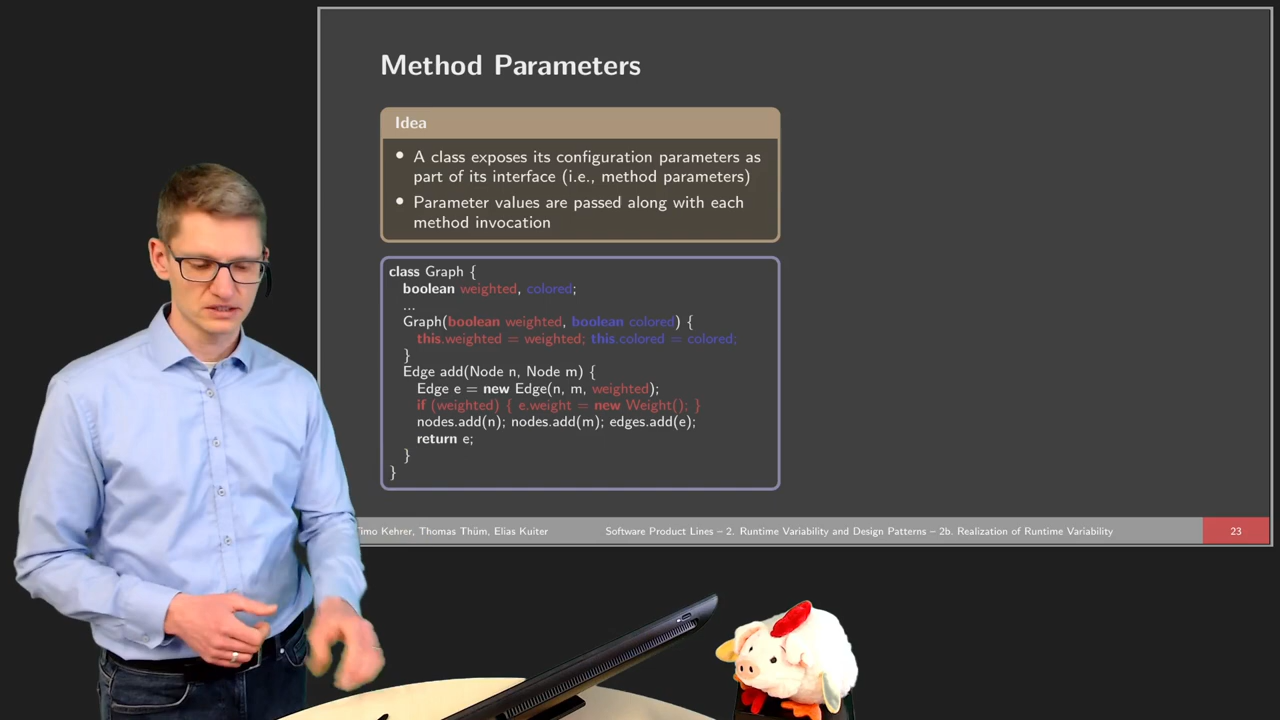 Method Parameters
Idea
• A class exposes its configuration parameters as
part of its interface (i.e., method parameters)
• Parameter values are passed along with each
method invocation
class Graph {
boolean weighted, colored;
...
Graph(boolean weighted, boolean colored) {
this.weighted = weighted; this.colored = colored;
}
Edge add(Node n, Node m) {
Edge e = new Edge(n, m, weighted);
if (weighted) { e.weight = new Weight(); }
nodes.add(n); nodes.add(m); edges.add(e);
return e;
}
}
Timo Kehrer, Thomas Thüm, Elias Kuiter
Software Product Lines – 2. Runtime Variability and Design Patterns – 2b. Realization of Runtime Variability
23